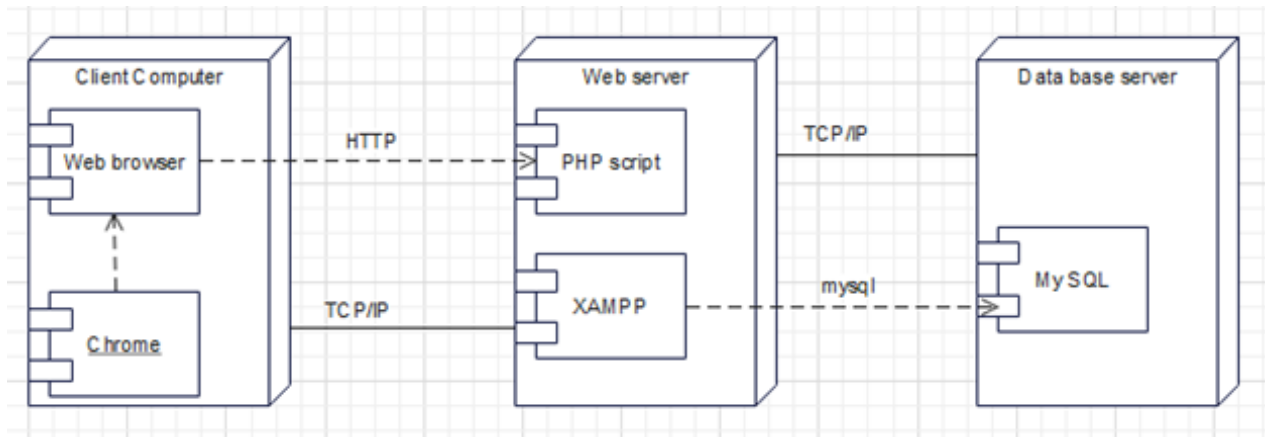 Client Computer
Web browser
Chrome
HTTP
TCP/IP
Web server
PHP script
XAMPP
TCP/IP
mysql
Data base server
My SQL